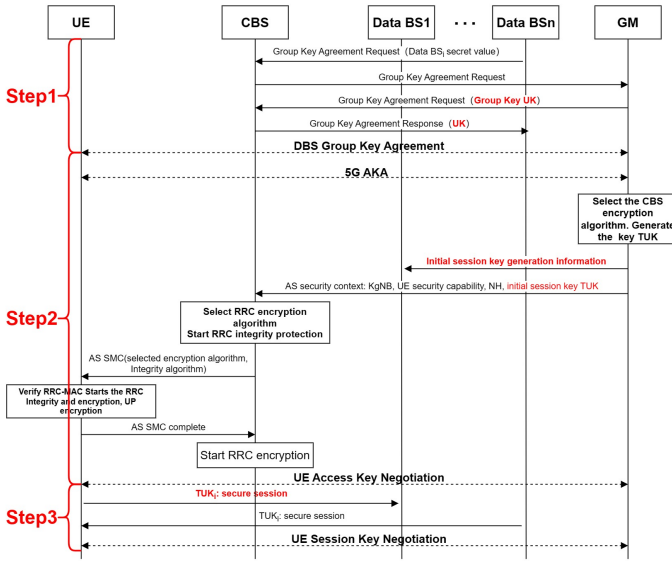 UE
CBS
Data BS1
· · ·
Data BSn
GM
Group Key Agreement Request（Data BSi secret value）
Group Key Agreement Request
Step1
Group Key Agreement Request（Group Key UK）
Group Key Agreement Response（UK）
DBS Group Key Agreement
5G AKA
Select the CBS
encryption
algorithm. Generate
the key TUK
Initial session key generation information
AS security context: KgNB, UE security capability, NH, initial session key TUK
Select RRC encryption
algorithm
Start RRC integrity protection
Step2
AS SMC(selected encryption algorithm,
Integrity algorithm)
Verify RRC-MAC Starts the RRC
Integrity and encryption, UP
encryption
AS SMC complete
Start RRC encryption
UE Access Key Negotiation
TUKi: secure session
Step3
TUKi: secure session
UE Session Key Negotiation